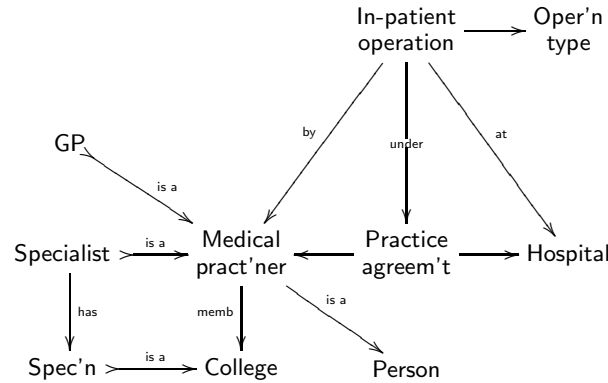 In-patient
operation
Oper'n
type
by
under
at
GP
is a
Specialist
is a
Medical
pract'ner
Practice
agreem't
Hospital
has
memb
is a
Spec'n
is a
College
Person